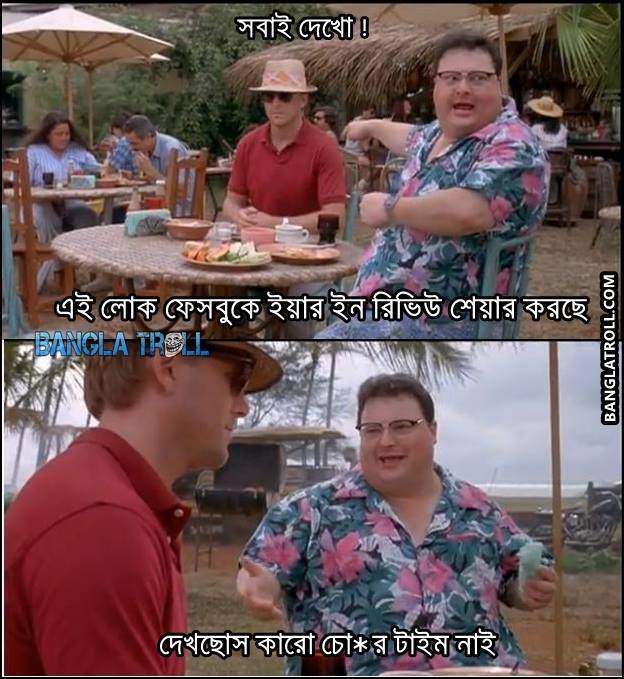 সবাই দেখো !
এই লোক ফেসবুকে ইয়ার ইন রিভিউ শেয়ার করছে
BANGLA TROLL
BANGLATROLL.COM
দেখছোস কারো চো*র টাইম নাই